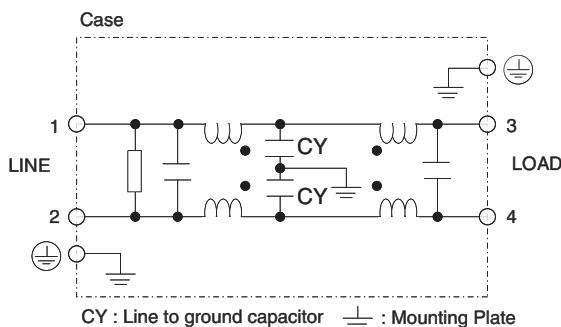 Case
1
3
CY
LINE
LOAD
CY
2
4
CY : Line to ground capacitor : Mounting Plate